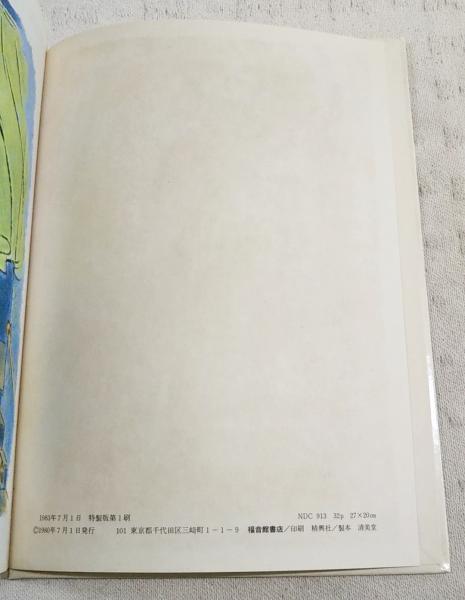 1983年7月1日 特製版第1刷 NDC 913 32p 27×20㎝
©1980年7月1日発行 101 東京都千代田区三崎町1-1-9 福音館書店/印刷 精興社/製本 清美堂